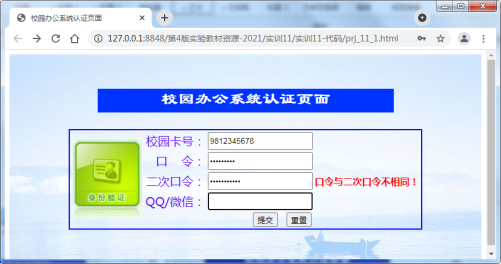 校园办公系统认证页面
127.0.0.1:8848/第4版实验教材资源-2021/实训11/实训11-代码/prj_11_1.html
校园办公系统认证页面
校园卡号： 9812345678
口　令： •••••••••
二次口令： ••••••••••• 口令与二次口令不相同！
QQ/微信：
身份验证
提交 重置